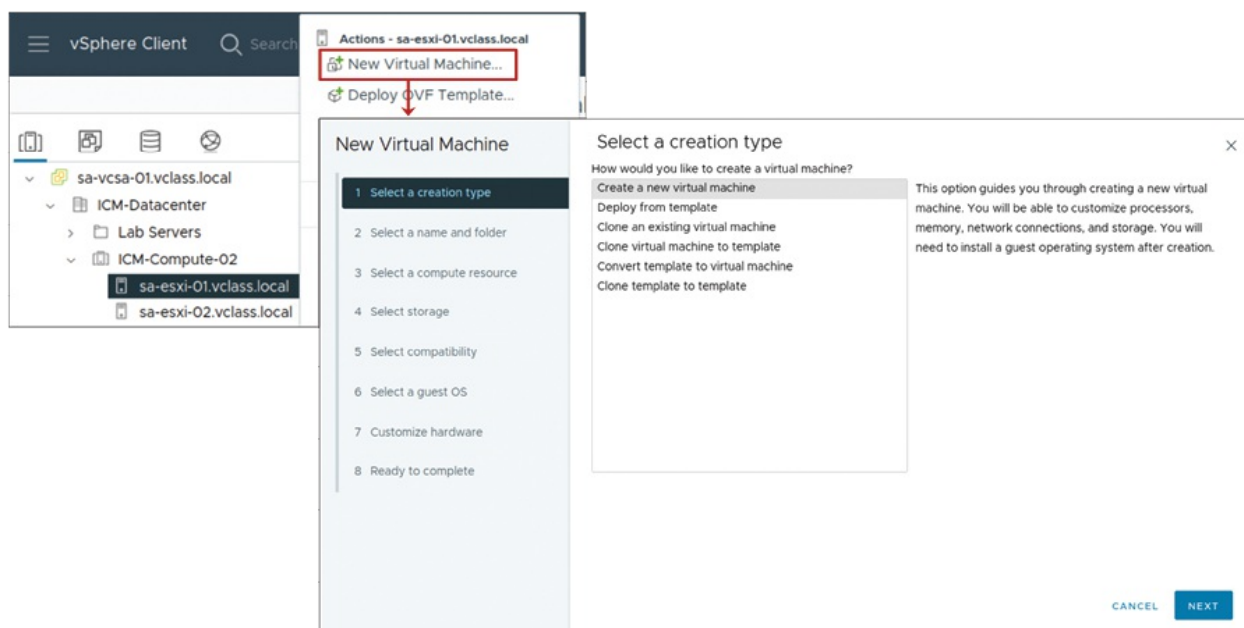 vSphere Client
Search
Actions - sa-esxi-01.vclass.local
New Virtual Machine...
Deploy OVF Template...
sa-vcsa-01.vclass.local
ICM-Datacenter
Lab Servers
ICM-Compute-02
sa-esxi-01.vclass.local
sa-esxi-02.vclass.local
New Virtual Machine
1 Select a creation type
2 Select a name and folder
3 Select a compute resource
4 Select storage
5 Select compatibility
6 Select a guest OS
7 Customize hardware
8 Ready to complete
Select a creation type
How would you like to create a virtual machine?
Create a new virtual machine
Deploy from template
Clone an existing virtual machine
Clone virtual machine to template
Convert template to virtual machine
Clone template to template
This option guides you through creating a new virtual
machine. You will be able to customize processors,
memory, network connections, and storage. You will
need to install a guest operating system after creation.
CANCEL
NEXT